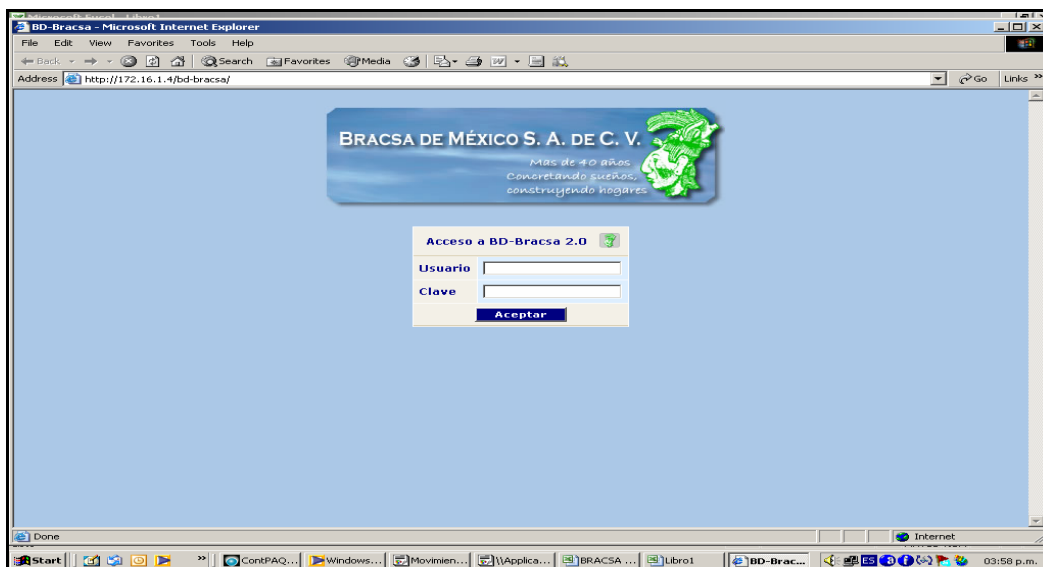 Microsoft Excel - Libro1
BD-Bracsa - Microsoft Internet Explorer
File Edit View Favorites Tools Help
Back Search Favorites Media
Address http://172.16.1.4/bd-bracsa/ Go Links »
BRACSA DE MÉXICO S. A. DE C. V.
Mas de 40 años
Concretando sueños,
construyendo hogares
Acceso a BD-Bracsa 2.0 ?
Usuario
Clave
Aceptar
Done Internet
Start » ContPAQ... Windows... Movimien... \\Applica... BRACSA ... Libro1 BD-Brac... ES 03:58 p.m.